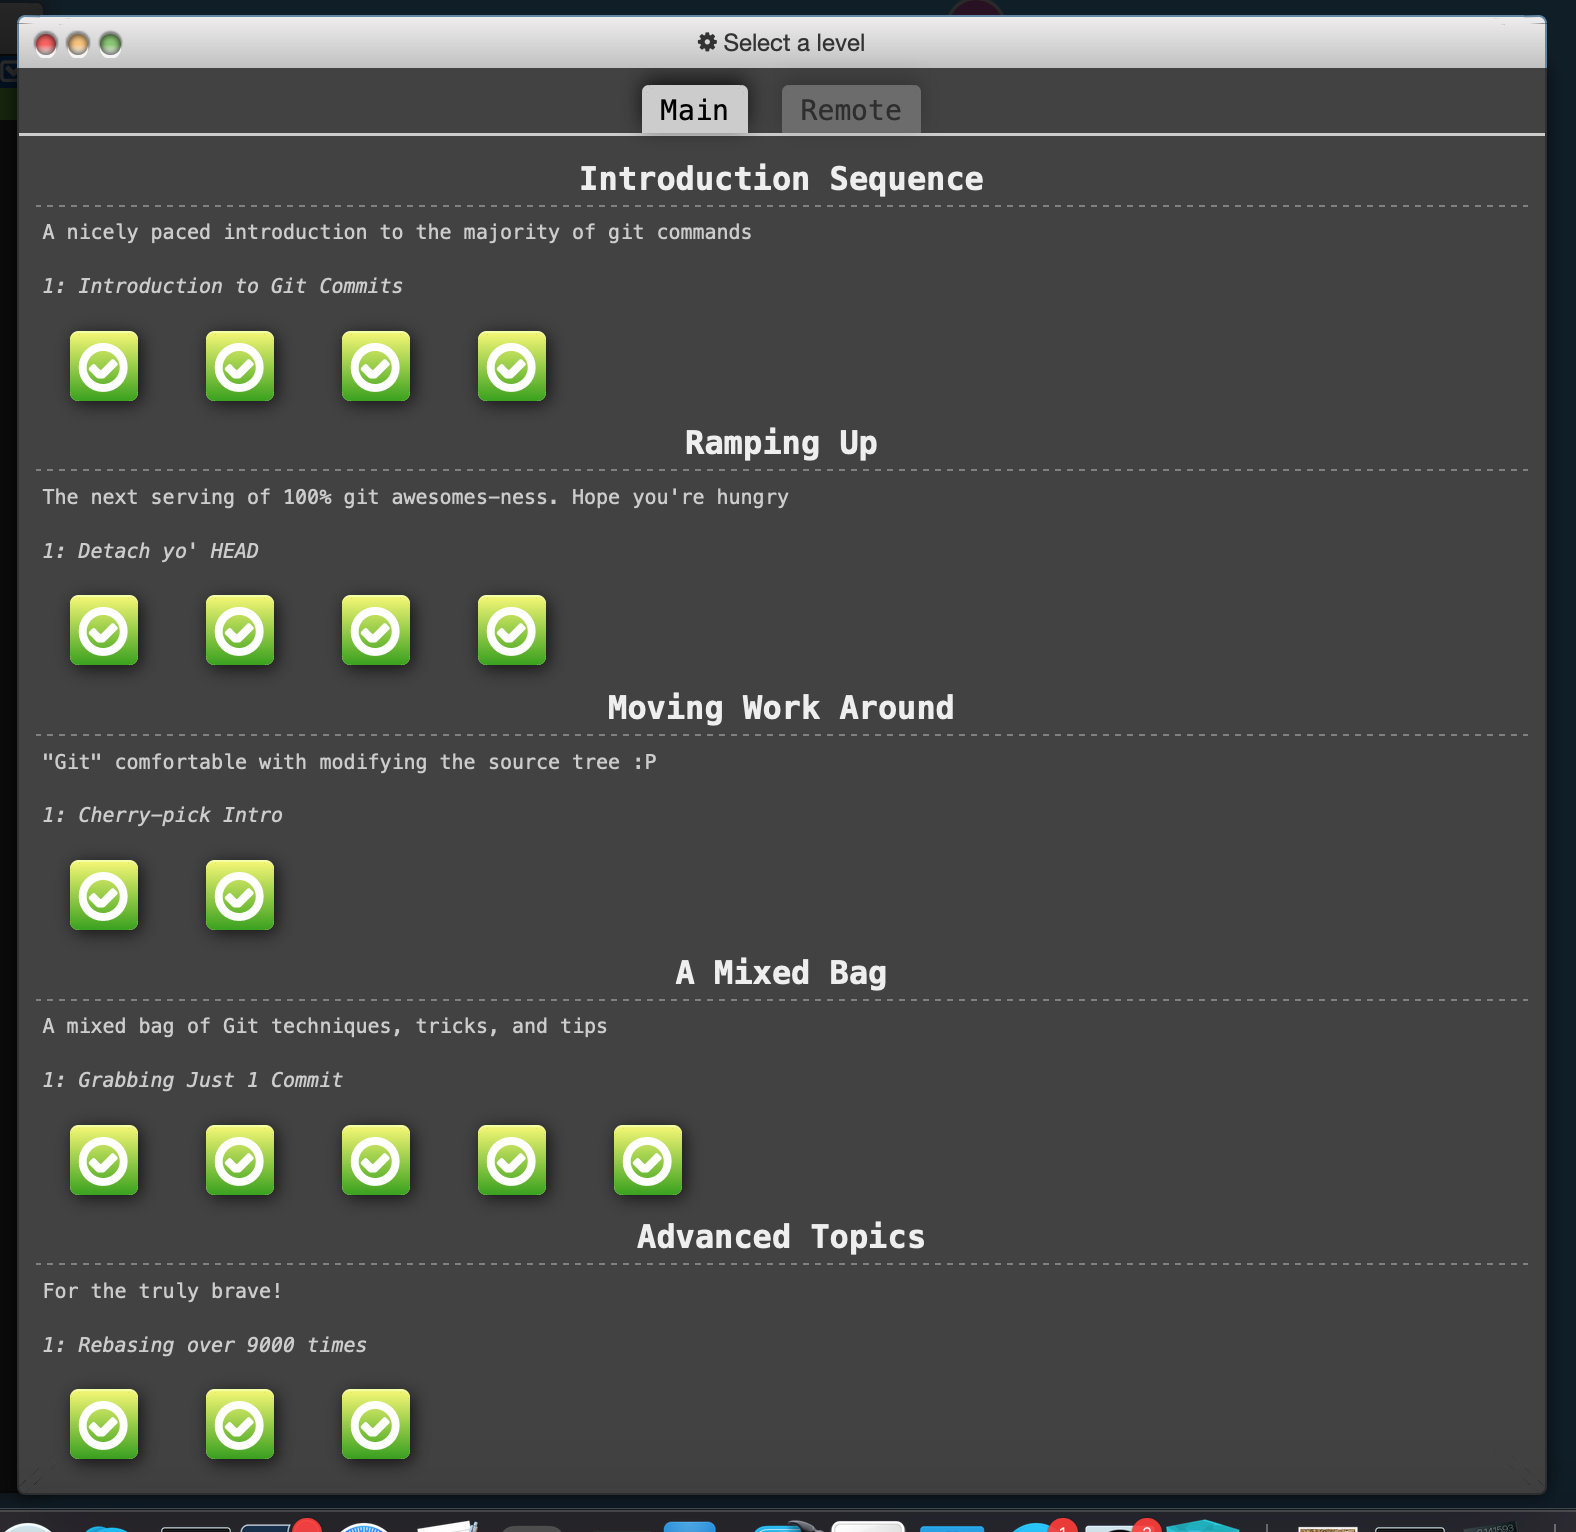 Select a level
Main
Remote
Introduction Sequence
A nicely paced introduction to the majority of git commands
1: Introduction to Git Commits
Ramping Up
The next serving of 100% git awesomes-ness. Hope you're hungry
1: Detach yo' HEAD
Moving Work Around
"Git" comfortable with modifying the source tree :P
1: Cherry-pick Intro
A Mixed Bag
A mixed bag of Git techniques, tricks, and tips
1: Grabbing Just 1 Commit
Advanced Topics
For the truly brave!
1: Rebasing over 9000 times